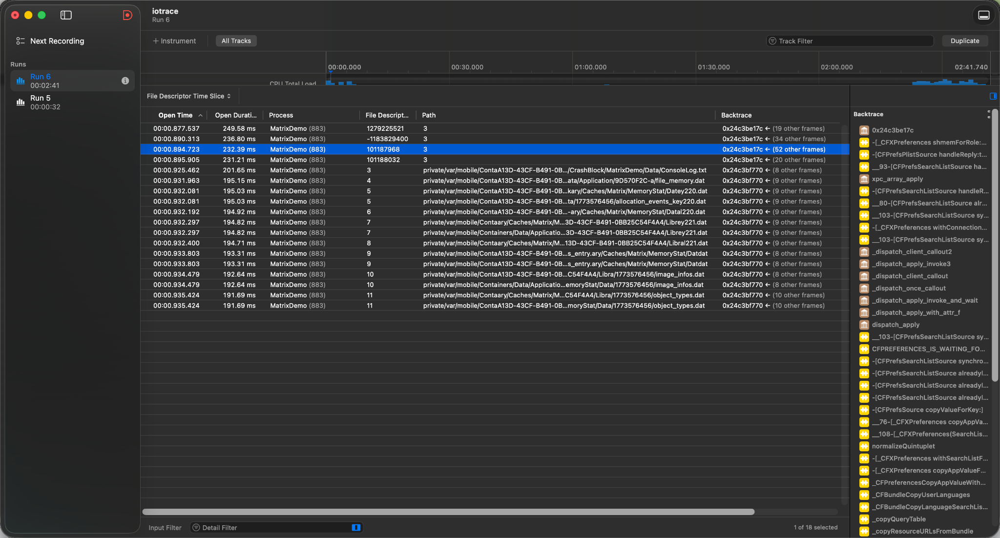 iotrace
Run 6
Next Recording
+ Instrument
All Tracks
Track Filter
Duplicate
Runs
Run 6
00:02:41
Run 5
00:00:32
00:00.000
00:30.000
01:00.000
01:30.000
02:00.000
02:41.740
CPU Total Load
File Descriptor Time Slice
Open Time
Open Durati...
Process
File Descript...
Path
Backtrace
00:00.877.537 249.58 ms MatrixDemo (883) 1279225521 3 0x24c3be17c ← (19 other frames)
00:00.890.313 236.80 ms MatrixDemo (883) -1183829400 3 0x24c3be17c ← (34 other frames)
00:00.894.723 232.39 ms MatrixDemo (883) 101187968 3 0x24c3be17c ← (52 other frames)
00:00.895.905 231.21 ms MatrixDemo (883) 101188032 3 0x24c3be17c ← (20 other frames)
00:00.925.462 201.65 ms MatrixDemo (883) 3 private/var/mobile/ContaA13D-43CF-B491-0B.../CrashBlock/MatrixDemo/Data/ConsoleLog.txt 0x24c3bf770 ← (8 other frames)
00:00.931.963 195.15 ms MatrixDemo (883) 4 private/var/mobile/ContaA13D-43CF-B491-0B...ata/Application/9D570F2C-a/file_memory.dat 0x24c3bf770 ← (9 other frames)
00:00.932.081 195.03 ms MatrixDemo (883) 5 private/var/mobile/ContaA13D-43CF-B491-0B...kary/Caches/Matrix/MemoryStat/Datey220.dat 0x24c3bf770 ← (9 other frames)
00:00.932.081 195.03 ms MatrixDemo (883) 5 private/var/mobile/ContaA13D-43CF-B491-0B...ta/1773576456/allocation_events_key220.dat 0x24c3bf770 ← (9 other frames)
00:00.932.192 194.92 ms MatrixDemo (883) 6 private/var/mobile/ContaA13D-43CF-B491-0B...-ary/Caches/Matrix/MemoryStat/Datal220.dat 0x24c3bf770 ← (9 other frames)
00:00.932.297 194.82 ms MatrixDemo (883) 7 private/var/mobile/Contaary/Caches/Matrix/M...3D-43CF-B491-0BB25C54F4A4/Librey221.dat 0x24c3bf770 ← (9 other frames)
00:00.932.297 194.82 ms MatrixDemo (883) 7 private/var/mobile/Containers/Data/Applicatio...3D-43CF-B491-0BB25C54F4A4/Librey221.dat 0x24c3bf770 ← (9 other frames)
00:00.932.400 194.71 ms MatrixDemo (883) 8 private/var/mobile/Contaary/Caches/Matrix/M...13D-43CF-B491-0BB25C54F4A4/Libral221.dat 0x24c3bf770 ← (9 other frames)
00:00.933.803 193.31 ms MatrixDemo (883) 9 private/var/mobile/ContaA13D-43CF-B491-0B...s_entry.ary/Caches/Matrix/MemoryStat/Datdat 0x24c3bf770 ← (8 other frames)
00:00.933.803 193.31 ms MatrixDemo (883) 9 private/var/mobile/ContaA13D-43CF-B491-0B...s_entry.ary/Caches/Matrix/MemoryStat/Datdat 0x24c3bf770 ← (8 other frames)
00:00.934.479 192.64 ms MatrixDemo (883) 10 private/var/mobile/ContaA13D-43CF-B491-0B...C54F4A4/Libra/1773576456/image_infos.dat 0x24c3bf770 ← (8 other frames)
00:00.934.479 192.64 ms MatrixDemo (883) 10 private/var/mobile/Containers/Data/Applicatio...emoryStat/Data/1773576456/image_infos.dat 0x24c3bf770 ← (8 other frames)
00:00.935.424 191.69 ms MatrixDemo (883) 11 private/var/mobile/Contaary/Caches/Matrix/M...C54F4A4/Libra/1773576456/object_types.dat 0x24c3bf770 ← (10 other frames)
00:00.935.424 191.69 ms MatrixDemo (883) 11 private/var/mobile/ContaA13D-43CF-B491-0B...moryStat/Data/1773576456/object_types.dat 0x24c3bf770 ← (10 other frames)
Input Filter
Detail Filter
1 of 18 selected
Backtrace
0x24c3be17c
-[_CFXPreferences shmemForRole:...
-[CFPrefsPlistSource handleReply:t...
__93-[CFPrefsSearchListSource ha...
xpc_array_apply
-[CFPrefsSearchListSource handleR...
__80-[CFPrefsSearchListSource alr...
__103-[CFPrefsSearchListSource sy...
-[_CFXPreferences withConnection...
__103-[CFPrefsSearchListSource sy...
_dispatch_client_callout2
_dispatch_apply_invoke3
_dispatch_client_callout
_dispatch_once_callout
_dispatch_apply_invoke_and_wait
_dispatch_apply_with_attr_f
dispatch_apply
__103-[CFPrefsSearchListSource sy...
CFPREFERENCES_IS_WAITING_FO...
-[CFPrefsSearchListSource synchro...
-[CFPrefsSearchListSource alreadyl...
-[CFPrefsSearchListSource alreadyl...
-[CFPrefsSearchListSource alreadyl...
-[CFPrefsSource copyValueForKey:]
__76-[_CFXPreferences copyAppVa...
__108-[_CFXPreferences(SearchLis...
normalizeQuintuplet
-[_CFXPreferences withSearchListF...
-[_CFXPreferences copyAppValueF...
_CFPreferencesCopyAppValueWith...
_CFBundleCopyUserLanguages
_CFBundleCopyLanguageSearchLis...
_copyQueryTable
_copyResourceURLsFromBundle